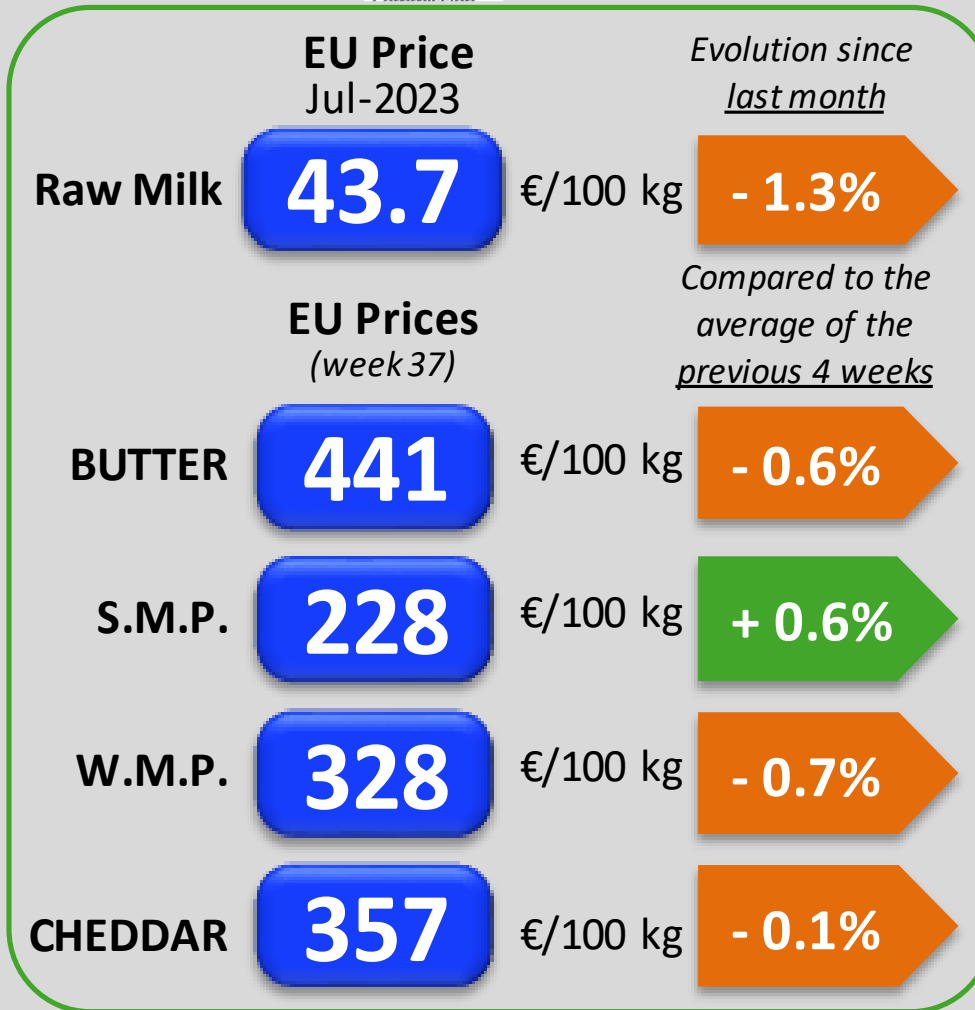 EU Price
Jul-2023
Evolution since
last month
Raw Milk 43.7 €/100 kg - 1.3%
EU Prices
(week 37)
Compared to the
average of the
previous 4 weeks
BUTTER 441 €/100 kg - 0.6%
S.M.P. 228 €/100 kg + 0.6%
W.M.P. 328 €/100 kg - 0.7%
CHEDDAR 357 €/100 kg - 0.1%